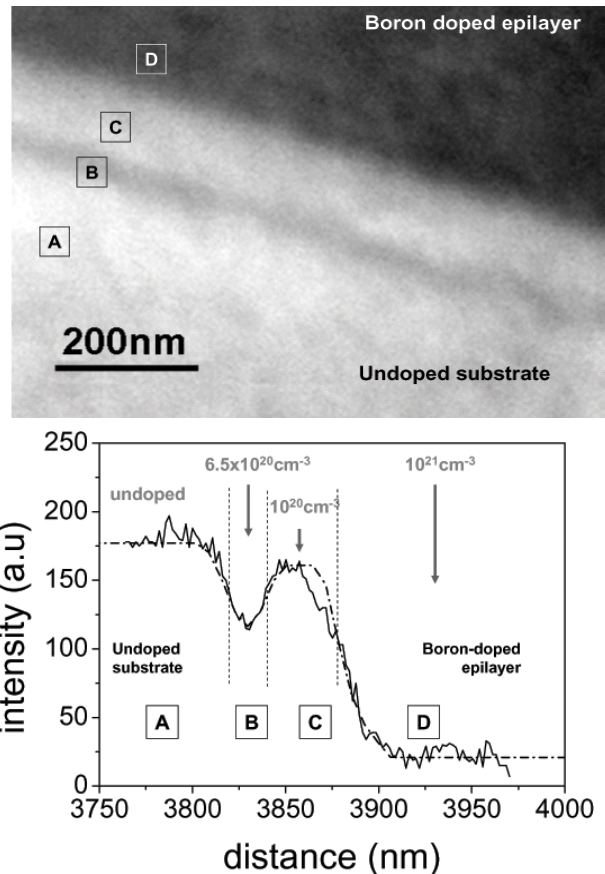 Boron doped epilayer
D
C
B
A
200nm
Undoped substrate
250
200
150
100
50
0
intensity (a.u)
6.5x10²⁰cm⁻³
10²¹cm⁻³
undoped
10²⁰cm⁻³
Undoped
substrate
Boron-doped
epilayer
A
B
C
D
3750 3800 3850 3900 3950 4000
distance (nm)